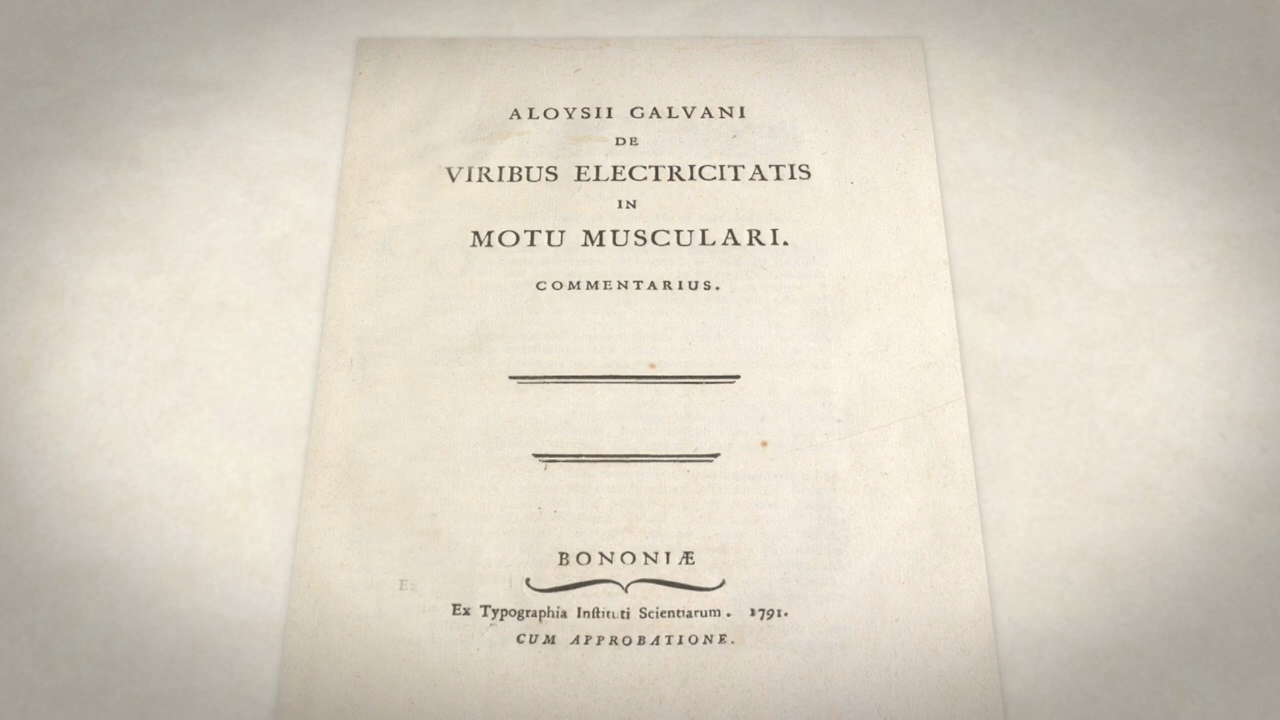 ALOYSII GALVANI
DE
VIRIBUS ELECTRICITATIS
IN
MOTU MUSCULARI.
COMMENTARIUS.
BONONIÆ
Ex Typographia Instituti Scientiarum. 1791.
CUM APPROBATIONE.